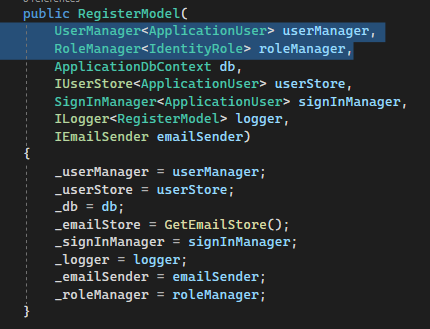 public RegisterModel(
UserManager<ApplicationUser> userManager,
RoleManager<IdentityRole> roleManager,
ApplicationDbContext db,
IUserStore<ApplicationUser> userStore,
SignInManager<ApplicationUser> signInManager,
ILogger<RegisterModel> logger,
IEmailSender emailSender)
{
_userManager = userManager;
_userStore = userStore;
_db = db;
_emailStore = GetEmailStore();
_signInManager = signInManager;
_logger = logger;
_emailSender = emailSender;
_roleManager = roleManager;
}